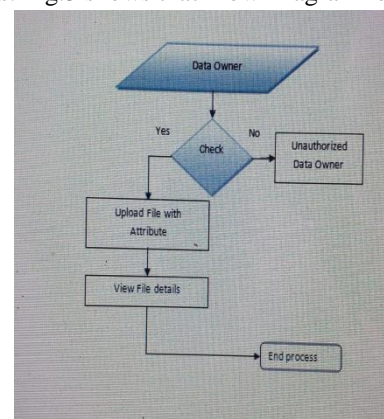 Data Owner
Yes
No
Check
Unauthorized
Data Owner
Upload File with
Attribute
View File details
End process